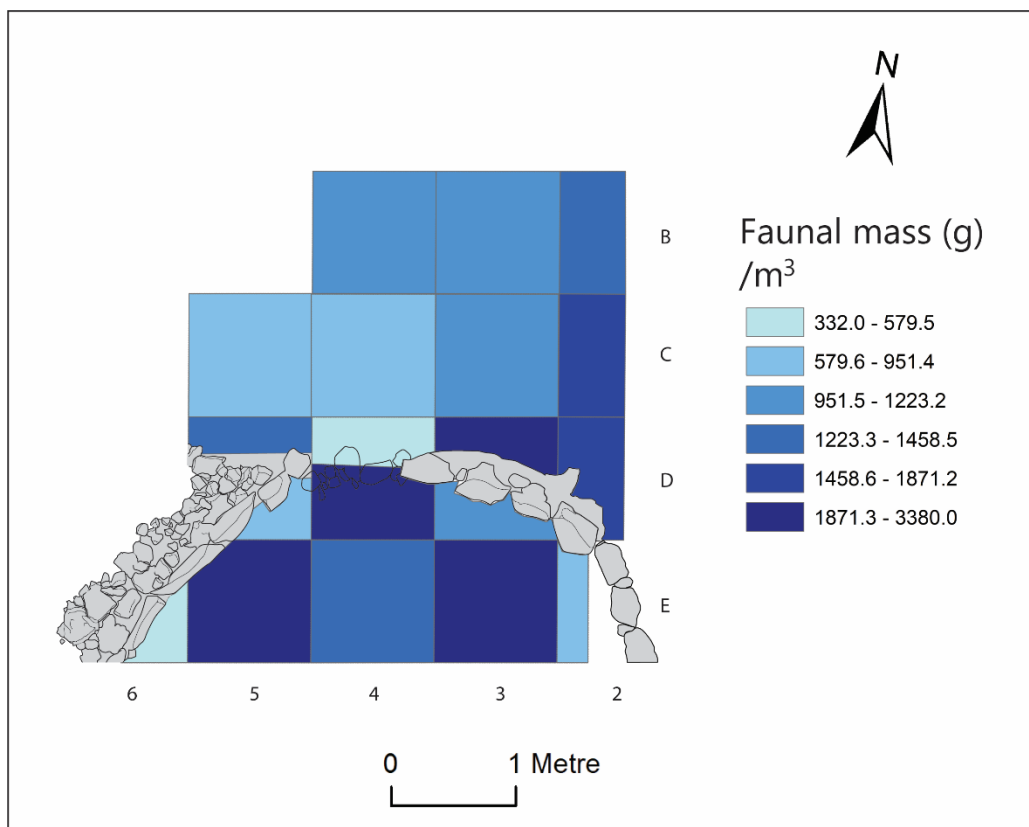 N
B
C
D
E
6 5 4 3 2
0 1 Metre
Faunal mass (g)
/m³
332.0 - 579.5
579.6 - 951.4
951.5 - 1223.2
1223.3 - 1458.5
1458.6 - 1871.2
1871.3 - 3380.0